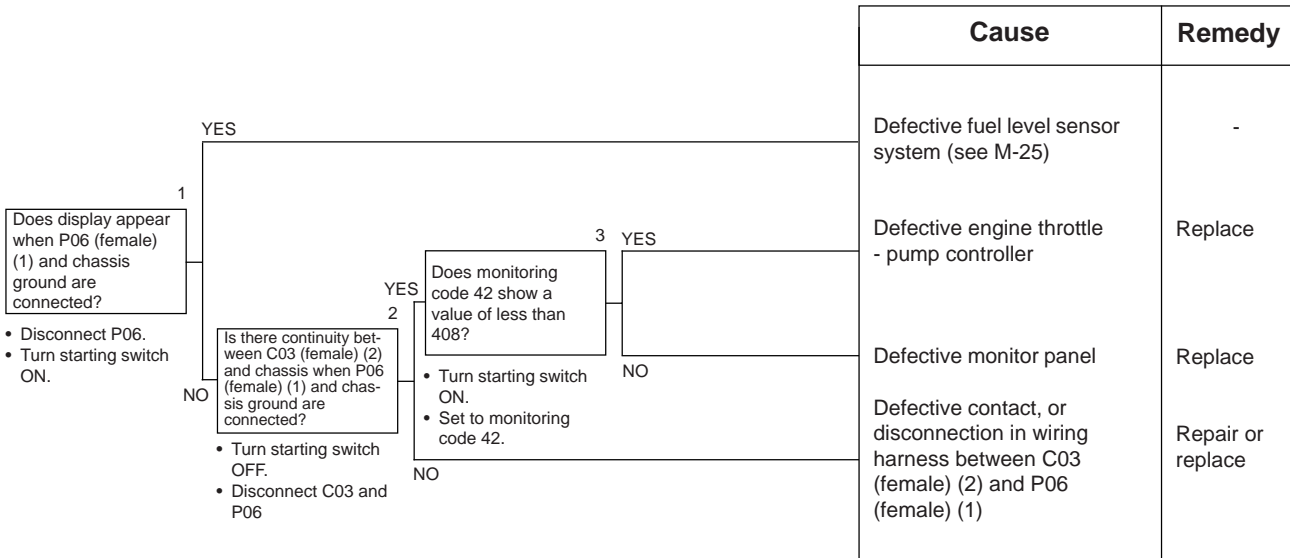 Cause
Remedy
YES
Defective fuel level sensor
system (see M-25)
-
1
Does display appear
when P06 (female)
(1) and chassis
ground are
connected?
• Disconnect P06.
• Turn starting switch
ON.
NO
YES
2
Is there continuity bet-
ween C03 (female) (2)
and chassis when P06
(female) (1) and chas-
sis ground are
connected?
• Turn starting switch
OFF.
• Disconnect C03 and
P06
3
YES
Does monitoring
code 42 show a
value of less than
408?
• Turn starting switch
ON.
• Set to monitoring
code 42.
Defective engine throttle
- pump controller
Replace
NO
Defective monitor panel
Replace
NO
Defective contact, or
disconnection in wiring
harness between C03
(female) (2) and P06
(female) (1)
Repair or
replace